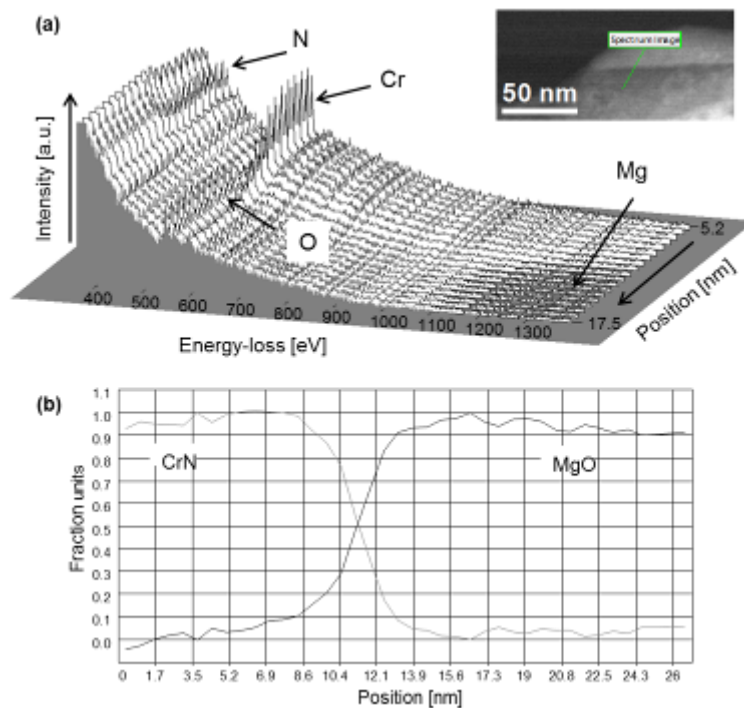 (a)
N
Spectrum Image
50 nm
Cr
Intensity [a.u.]
Mg
O
5.2
Position [nm]
17.5
400 500 600 700 800 900 1000 1100 1200 1300
Energy-loss [eV]
(b)
1.1
1.0
0.9
0.8
0.7
0.6
0.5
0.4
0.3
0.2
0.1
0.0
CrN
MgO
Fraction units
0 1.7 3.5 5.2 6.9 8.6 10.4 12.1 13.9 15.6 17.3 19 20.8 22.5 24.3 26
Position [nm]